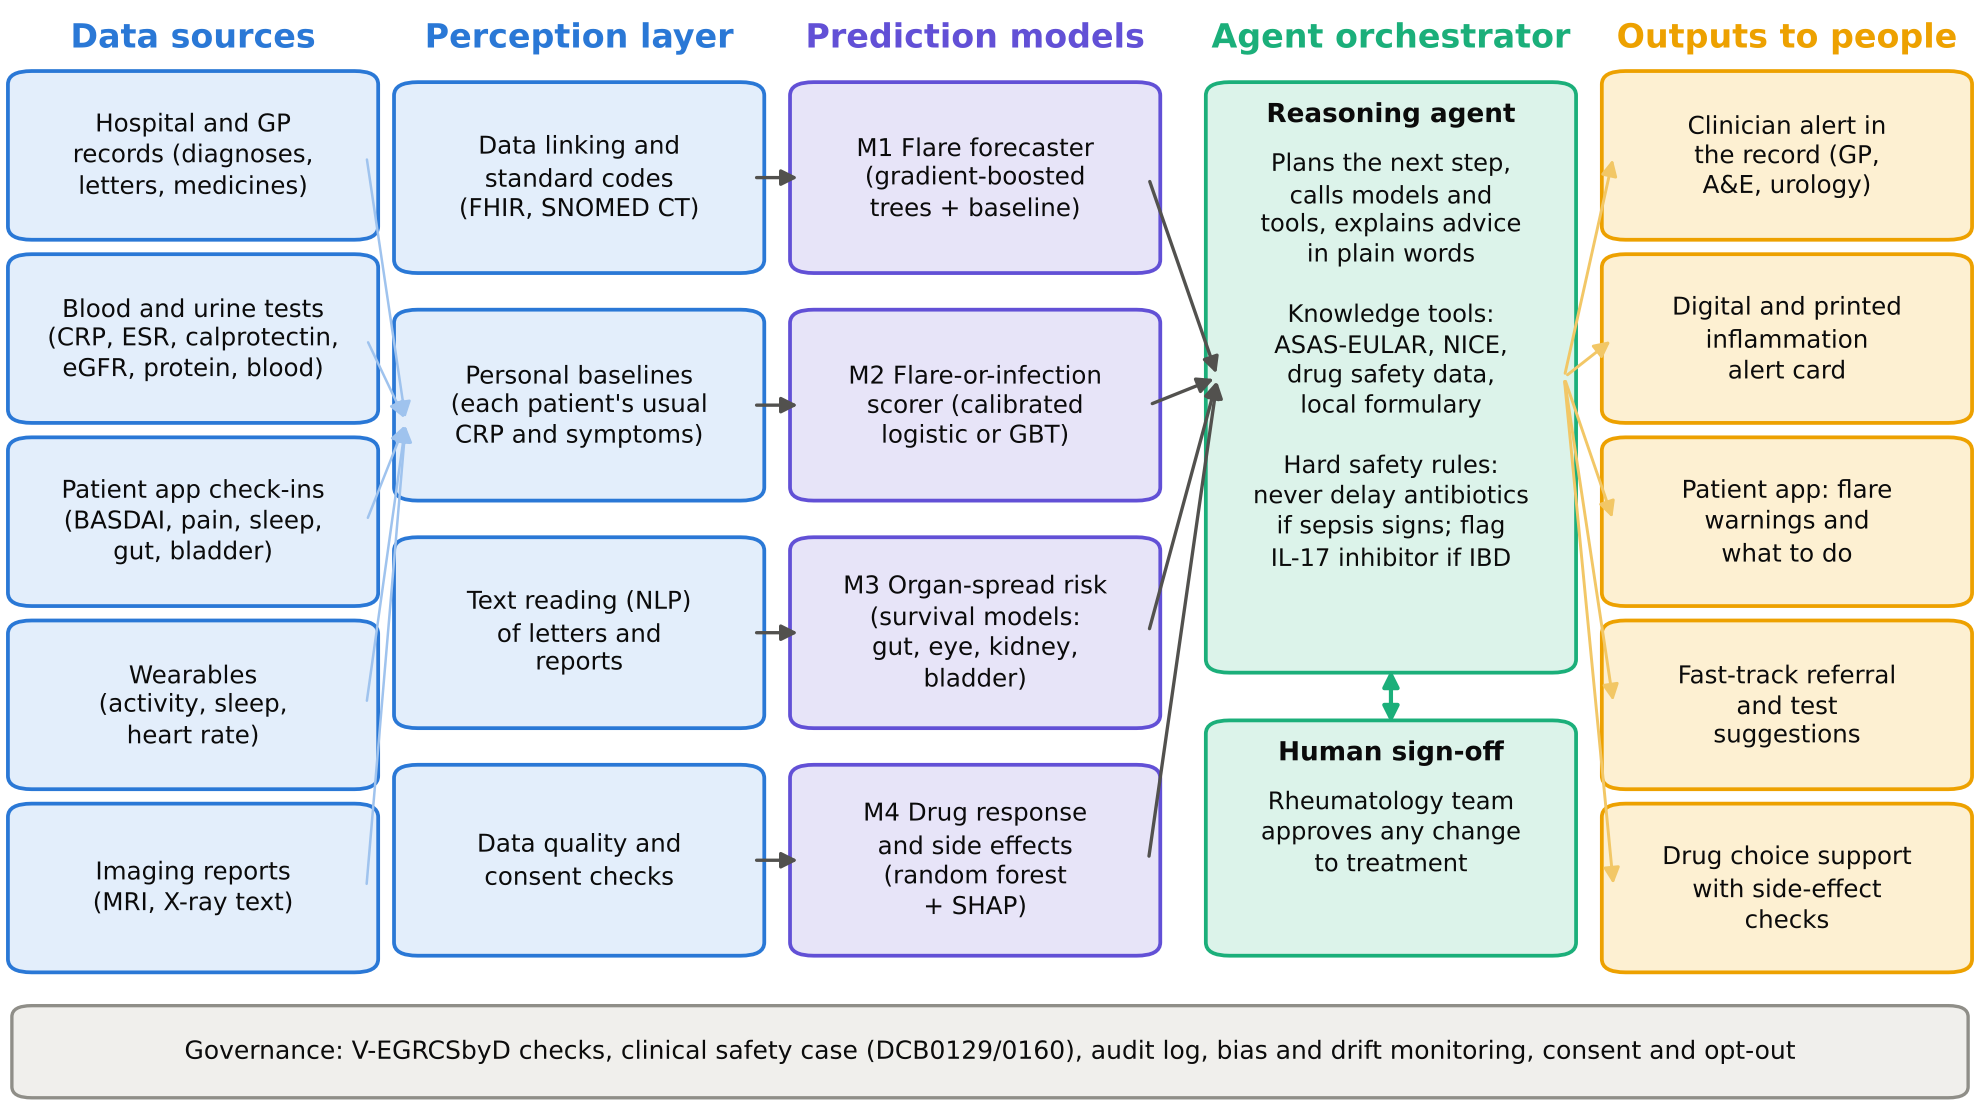 Data sources
Hospital and GP
records (diagnoses,
letters, medicines)
Blood and urine tests
(CRP, ESR, calprotectin,
eGFR, protein, blood)
Patient app check-ins
(BASDAI, pain, sleep,
gut, bladder)
Wearables
(activity, sleep,
heart rate)
Imaging reports
(MRI, X-ray text)
Perception layer
Data linking and
standard codes
(FHIR, SNOMED CT)
Personal baselines
(each patient's usual
CRP and symptoms)
Text reading (NLP)
of letters and
reports
Data quality and
consent checks
Prediction models
M1 Flare forecaster
(gradient-boosted
trees + baseline)
M2 Flare-or-infection
scorer (calibrated
logistic or GBT)
M3 Organ-spread risk
(survival models:
gut, eye, kidney,
bladder)
M4 Drug response
and side effects
(random forest
+ SHAP)
Agent orchestrator
Reasoning agent
Plans the next step,
calls models and
tools, explains advice
in plain words
Knowledge tools:
ASAS-EULAR, NICE,
drug safety data,
local formulary
Hard safety rules:
never delay antibiotics
if sepsis signs; flag
IL-17 inhibitor if IBD
Human sign-off
Rheumatology team
approves any change
to treatment
Outputs to people
Clinician alert in
the record (GP,
A&E, urology)
Digital and printed
inflammation
alert card
Patient app: flare
warnings and
what to do
Fast-track referral
and test
suggestions
Drug choice support
with side-effect
checks
Governance: V-EGRCSbyD checks, clinical safety case (DCB0129/0160), audit log, bias and drift monitoring, consent and opt-out